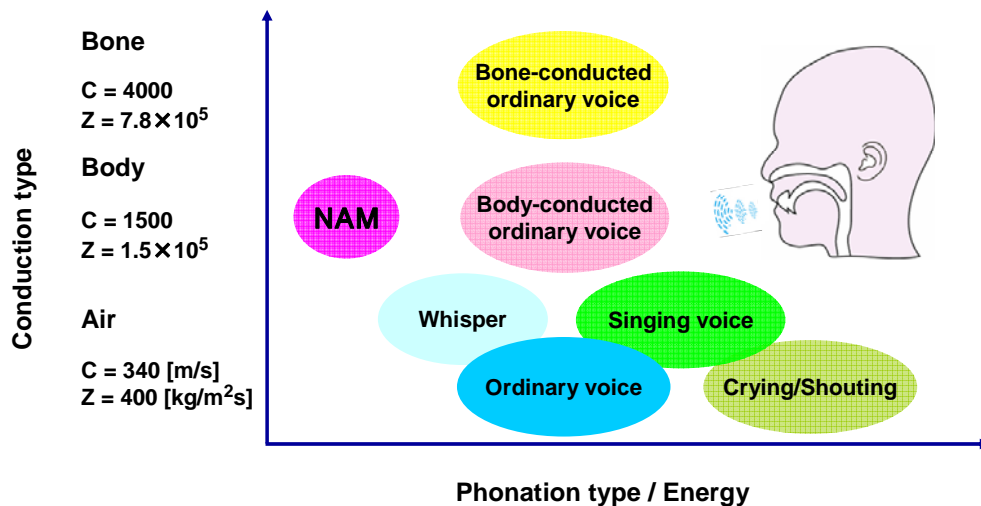 Conduction type
Bone
C = 4000
Z = 7.8×10⁵
Body
C = 1500
Z = 1.5×10⁵
Air
C = 340 [m/s]
Z = 400 [kg/m²s]
Bone-conducted
ordinary voice
NAM
Body-conducted
ordinary voice
Whisper
Singing voice
Ordinary voice
Crying/Shouting
Phonation type / Energy